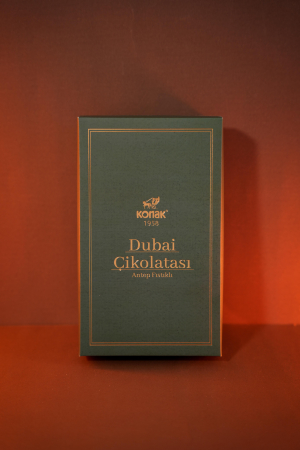 Konak
1958
Dubai
Çikolatası
Antep Fıstıklı